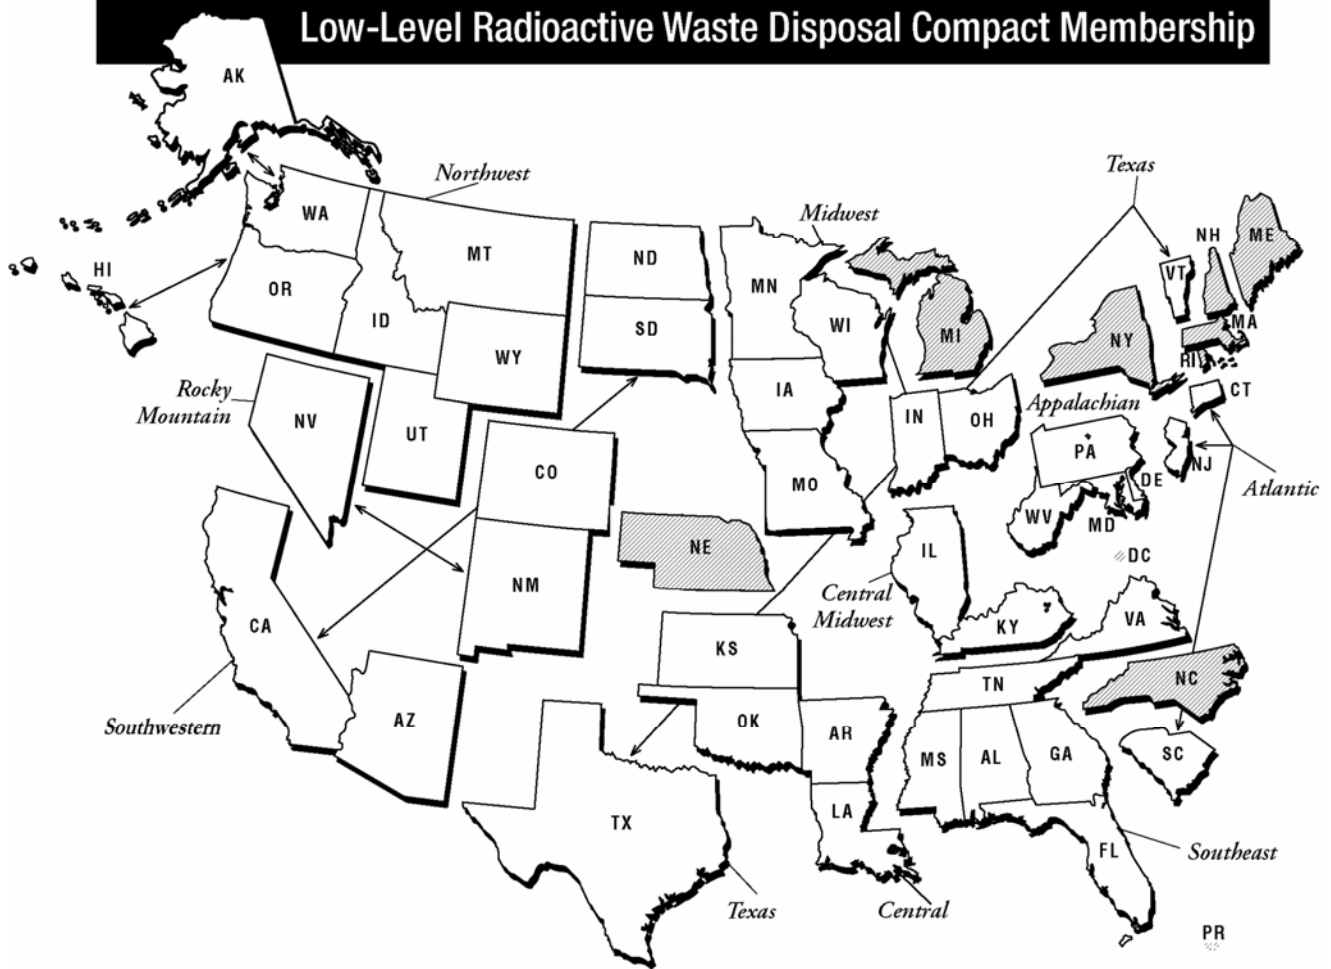 Low-Level Radioactive Waste Disposal Compact Membership
AK
Northwest
Texas
WA
Midwest
NH
ME
MT
ND
VT
HI
OR
MN
ID
SD
WI
MI
NY
MA
WY
RI
Rocky
Mountain
IA
CT
NV
UT
IN
OH
Appalachian
CO
PA
NJ
MO
DE
Atlantic
WV
MD
NE
IL
DC
NM
Central
Midwest
CA
KY
VA
KS
TN
NC
Southwestern
AZ
OK
AR
MS
AL
GA
SC
TX
LA
FL
Southeast
Texas
Central
PR